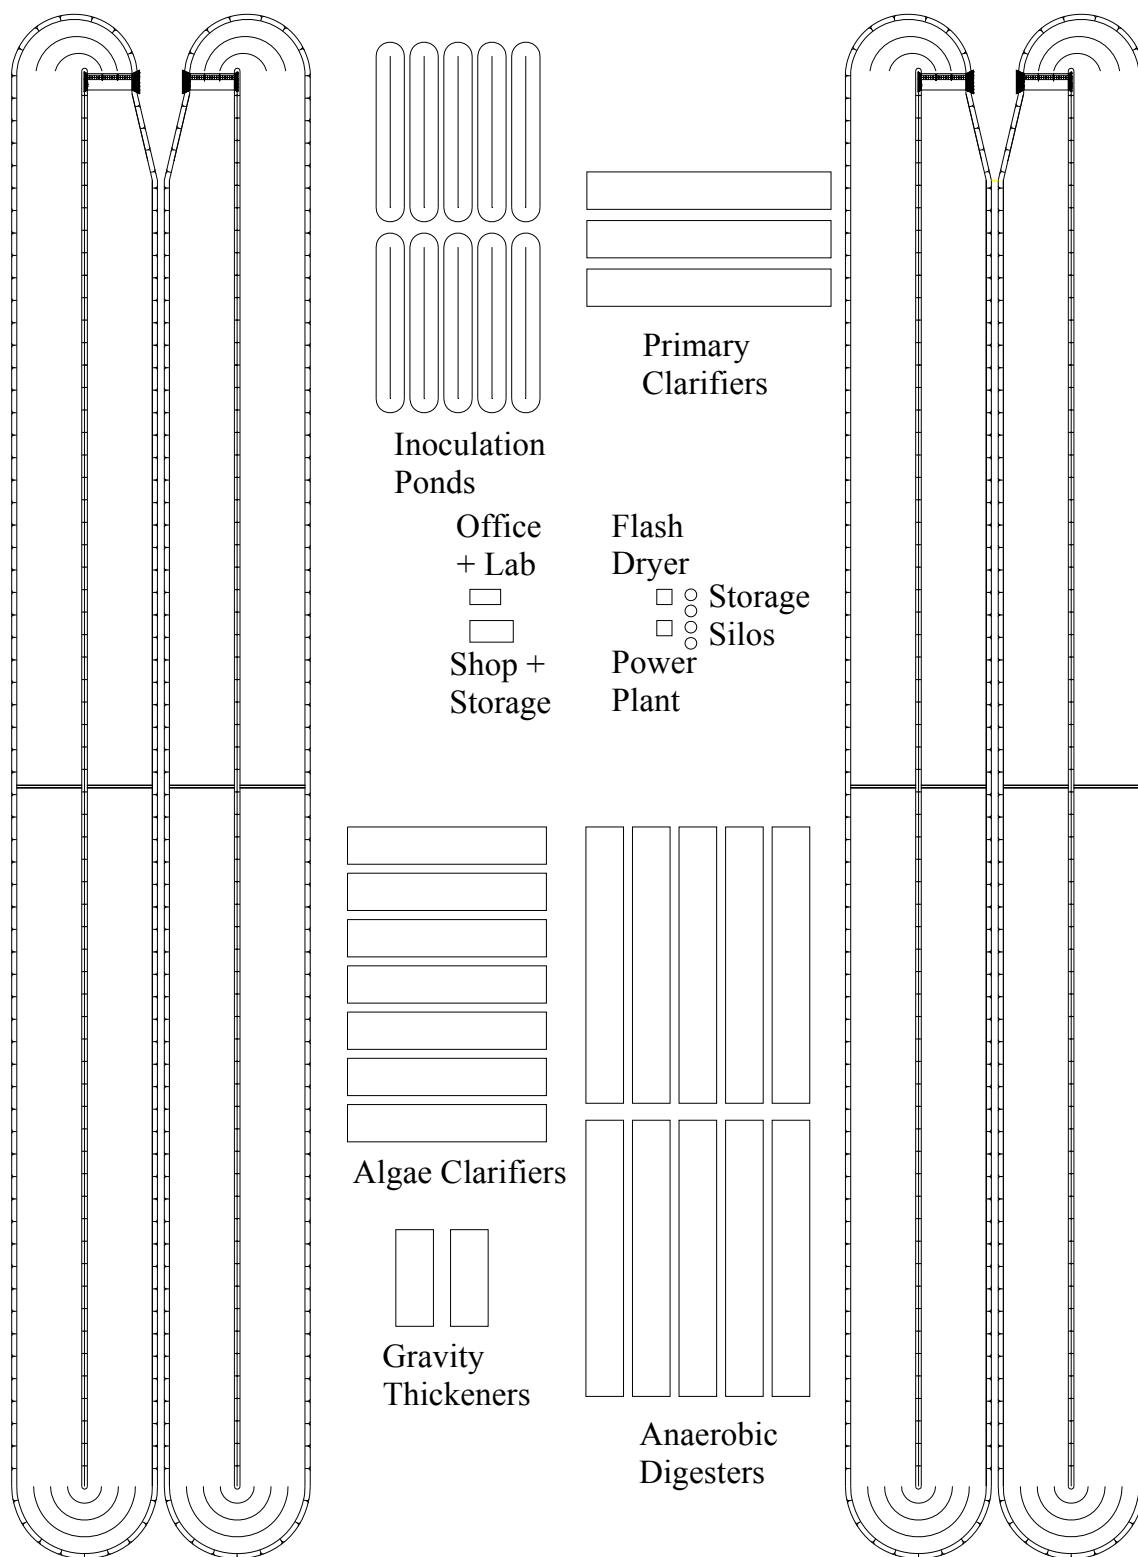 Primary
Clarifiers
Inoculation
Ponds
Office
+ Lab
Flash
Dryer
Storage
Silos
Shop +
Storage
Power
Plant
Algae Clarifiers
Gravity
Thickeners
Anaerobic
Digesters